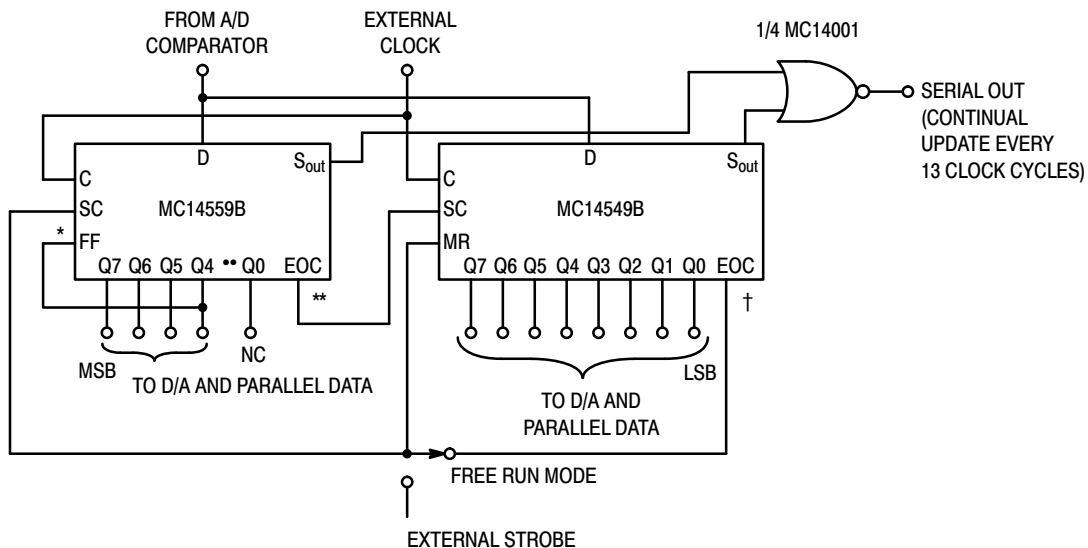 FROM A/D
COMPARATOR
EXTERNAL
CLOCK
1/4 MC14001
SERIAL OUT
(CONTINUAL
UPDATE EVERY
13 CLOCK CYCLES)
C
SC
* FF
D
Sout
MC14559B
Q7 Q6 Q5 Q4 •• Q0 EOC
**
C
SC
MR
D
Sout
MC14549B
Q7 Q6 Q5 Q4 Q3 Q2 Q1 Q0 EOC
†
MSB
NC
TO D/A AND PARALLEL DATA
LSB
TO D/A AND
PARALLEL DATA
FREE RUN MODE
EXTERNAL STROBE